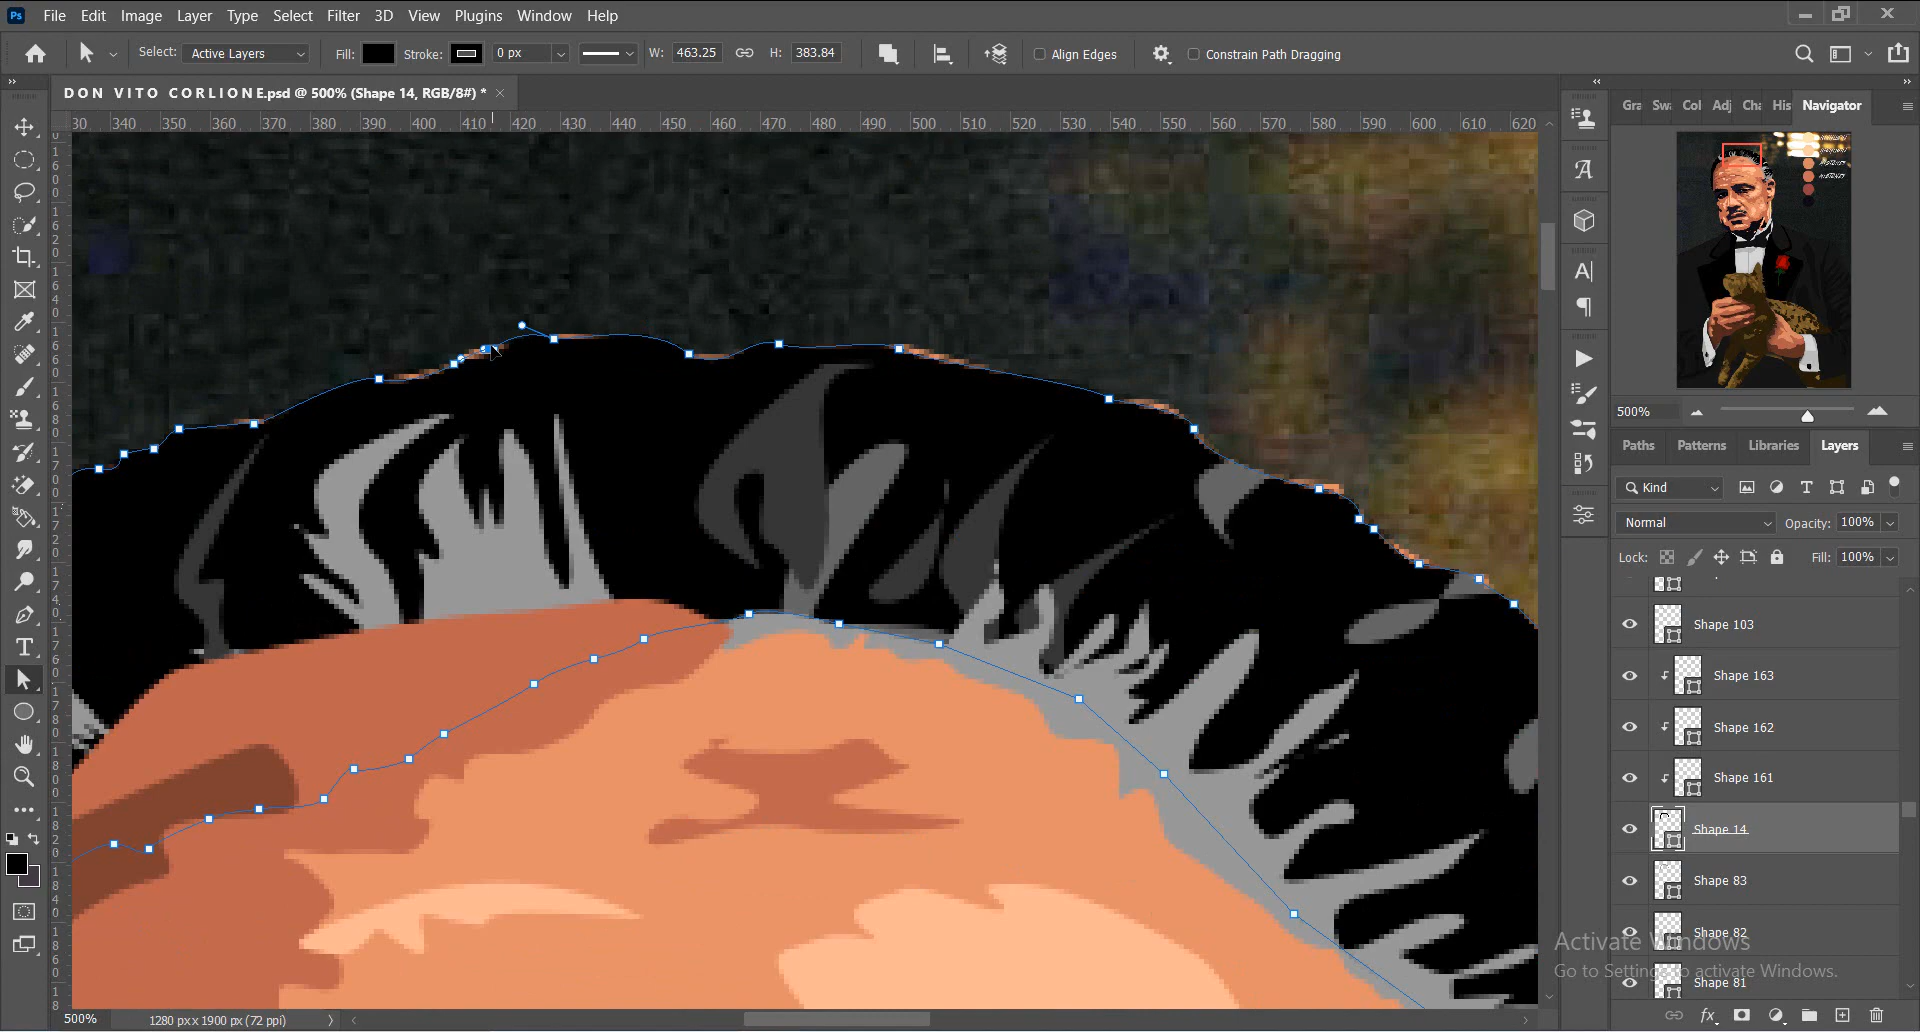 Ps File Edit Image Layer Type Select Filter 3D View Plugins Window Help
Select: Active Layers Fill: Stroke: 0 px W: 463.25 H: 383.84 Align Edges Constrain Path Dragging
DON VITO CORLIONE.psd @ 500% (Shape 14, RGB/8#) *
Gra Swa Col Adj Cha His Navigator
30 340 350 360 370 380 390 400 410 420 430 440 450 460 470 480 490 500 510 520 530 540 550 560 570 580 590 600 610 620
500%
Paths Patterns Libraries Layers
Kind
Normal Opacity: 100%
Lock: Fill: 100%
Shape 103
Shape 163
Shape 162
Shape 161
Shape 14
Shape 83
Shape 82
Shape 81
Activate Windows
Go to Settings to activate Windows.
500% 1280 px x 1900 px (72 ppi)